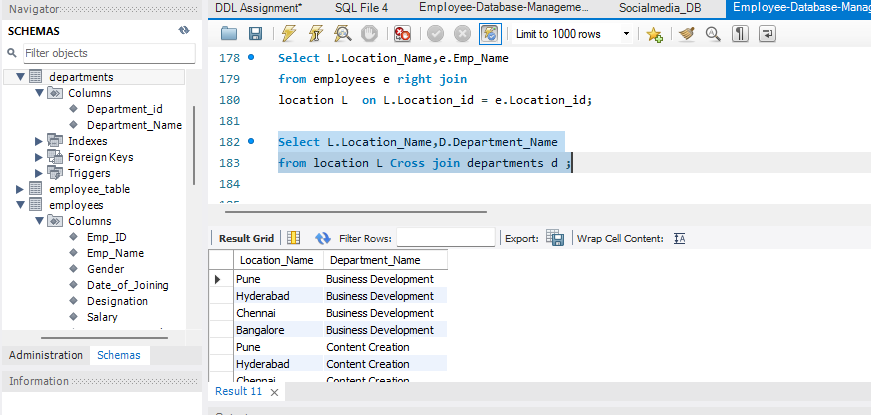 Navigator
SCHEMAS
Filter objects
departments
Columns
Department_id
Department_Name
Indexes
Foreign Keys
Triggers
employee_table
employees
Columns
Emp_ID
Emp_Name
Gender
Date_of_Joining
Designation
Salary
Administration Schemas
Information
DDL Assignment* SQL File 4 Employee-Database-Manageme... Socialmedia_DB Employee-Database-Mana
Limit to 1000 rows
178 Select L.Location_Name,e.Emp_Name
179 from employees e right join
180 location L  on L.Location_id = e.Location_id;
182 Select L.Location_Name,D.Department_Name
183 from location L Cross join departments d ;
184
Result Grid Filter Rows: Export: Wrap Cell Content: IA
Location_Name Department_Name
Pune Business Development
Hyderabad Business Development
Chennai Business Development
Bangalore Business Development
Pune Content Creation
Hyderabad Content Creation
Chennai Content Creation
Result 11